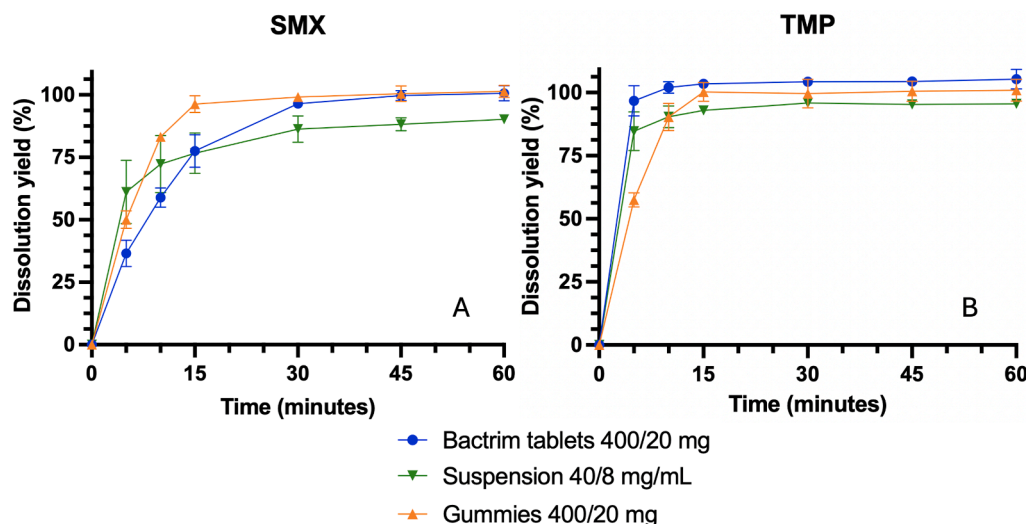 SMX
Dissolution yield (%)
100
75
50
25
0
A
0 15 30 45 60
Time (minutes)
TMP
Dissolution yield (%)
100
75
50
25
0
B
0 15 30 45 60
Time (minutes)
Bactrim tablets 400/20 mg
Suspension 40/8 mg/mL
Gummies 400/20 mg